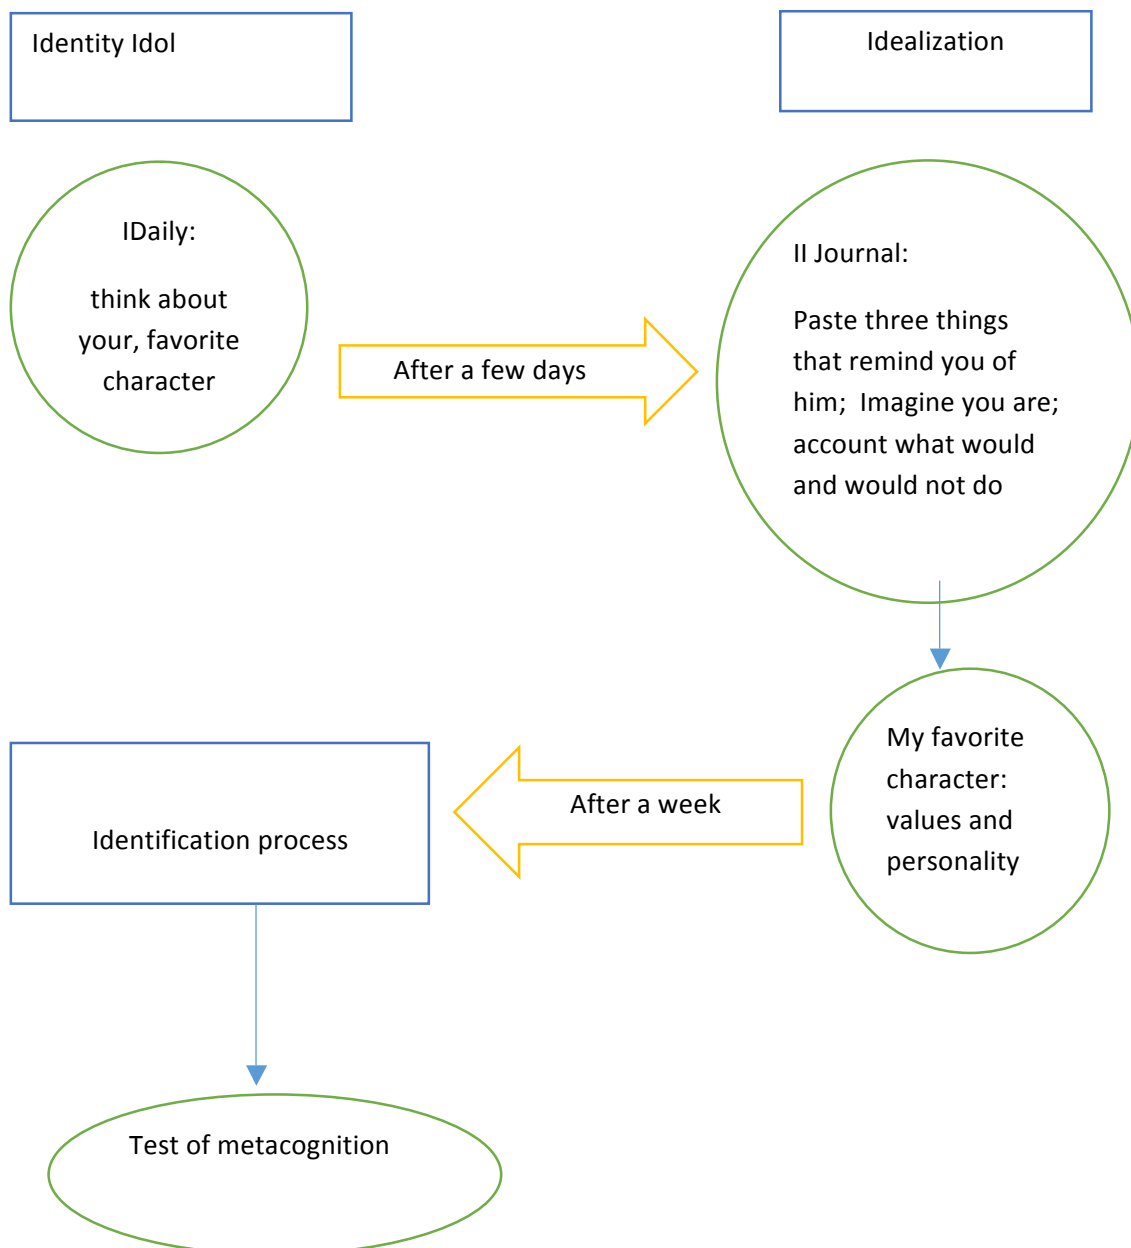 Identity Idol
Idealization
IDaily:
think about
your, favorite
character
After a few days
II Journal:
Paste three things
that remind you of
him;  Imagine you are;
account what would
and would not do
My favorite
character:
values and
personality
After a week
Identification process
Test of metacognition